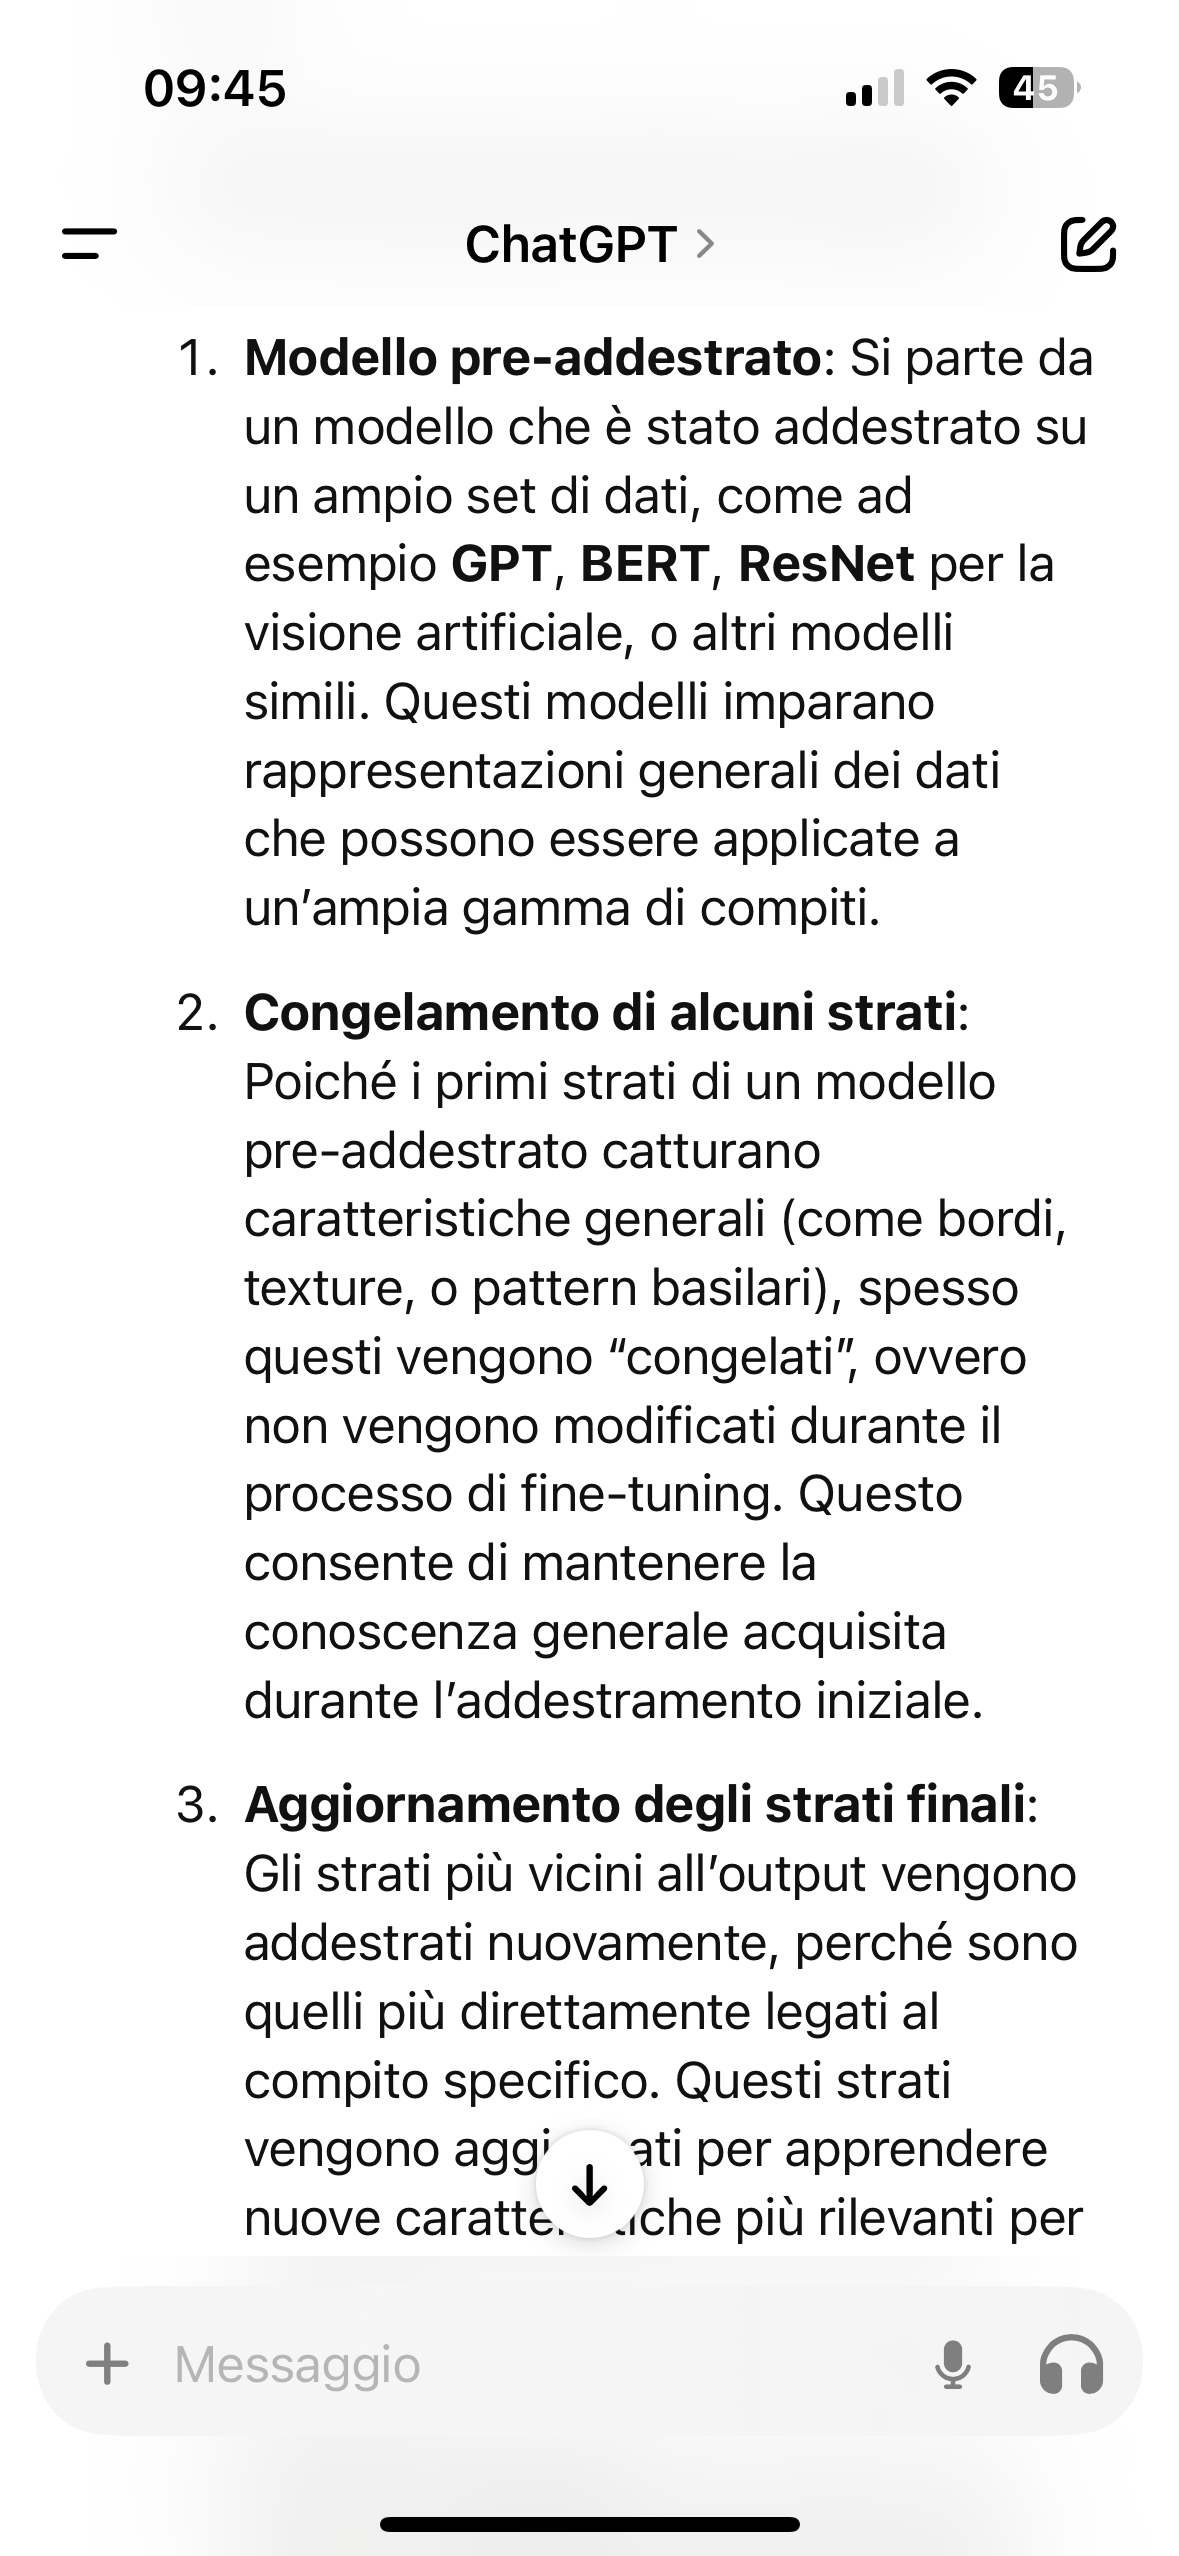 09:45
45
ChatGPT
1. Modello pre-addestrato: Si parte da
un modello che è stato addestrato su
un ampio set di dati, come ad
esempio GPT, BERT, ResNet per la
visione artificiale, o altri modelli
simili. Questi modelli imparano
rappresentazioni generali dei dati
che possono essere applicate a
un’ampia gamma di compiti.
2. Congelamento di alcuni strati:
Poiché i primi strati di un modello
pre-addestrato catturano
caratteristiche generali (come bordi,
texture, o pattern basilari), spesso
questi vengono “congelati”, ovvero
non vengono modificati durante il
processo di fine-tuning. Questo
consente di mantenere la
conoscenza generale acquisita
durante l’addestramento iniziale.
3. Aggiornamento degli strati finali:
Gli strati più vicini all’output vengono
addestrati nuovamente, perché sono
quelli più direttamente legati al
compito specifico. Questi strati
vengono per apprendere
nuove più rilevanti per
Messaggio